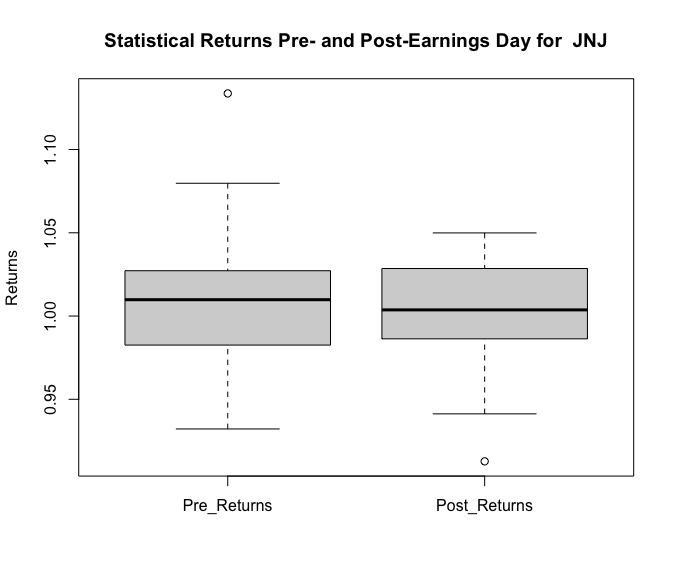 Statistical Returns Pre- and Post-Earnings Day for  JNJ
Returns
1.10
1.05
1.00
0.95
Pre_Returns
Post_Returns